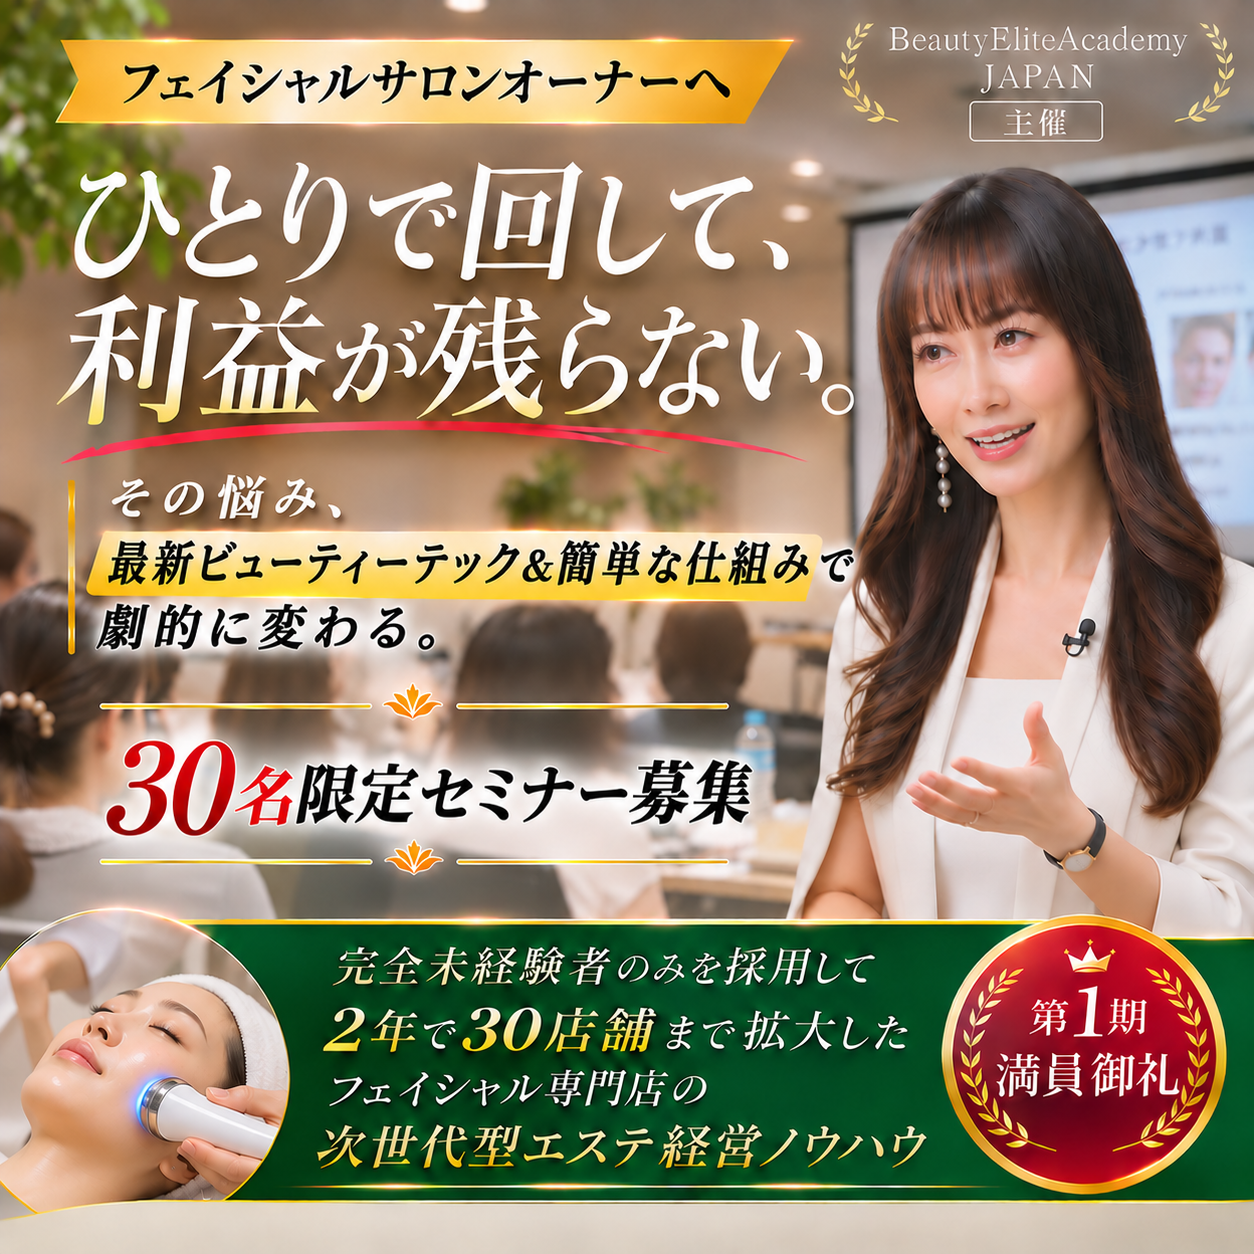 フェイシャルサロンオーナーへ
BeautyEliteAcademy
JAPAN
主催
ひとりで回して、
利益が残らない。
その悩み、
最新ビューティーテック&簡単な仕組みで
劇的に変わる。
30名限定セミナー募集
完全未経験者のみを採用して
2年で30店舗まで拡大した
フェイシャル専門店の
次世代型エステ経営ノウハウ
第1期
満員御礼